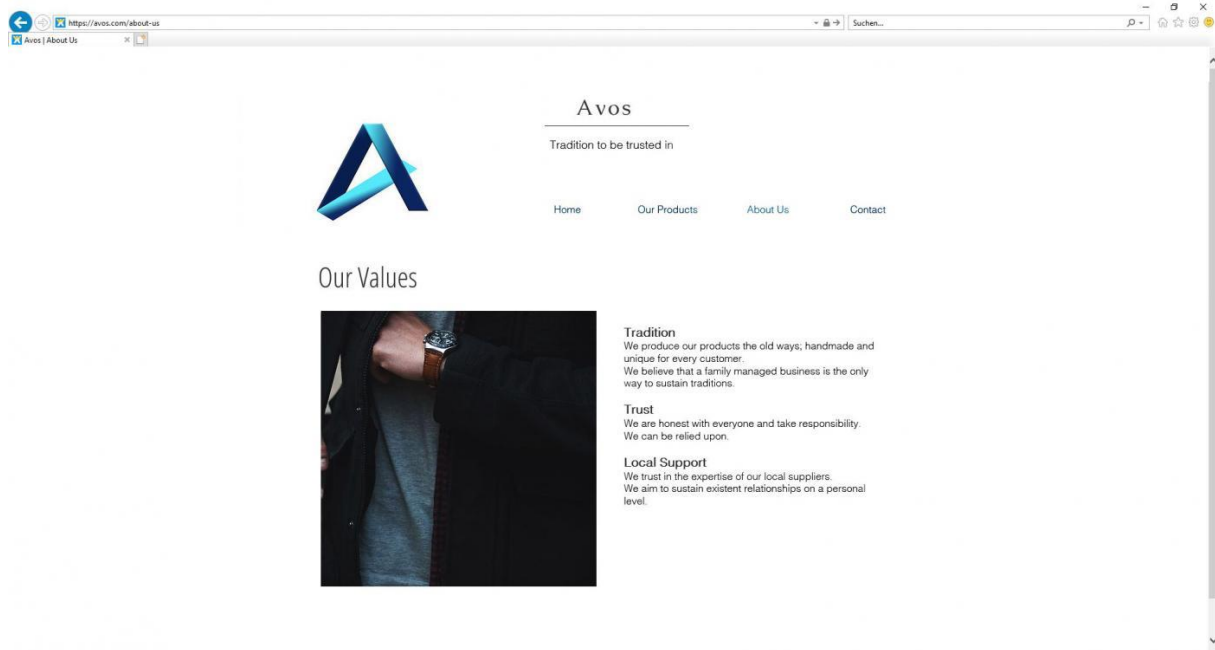 https://avos.com/about-us
Suchen...
Avos | About Us
Avos
Tradition to be trusted in
Home Our Products About Us Contact
Our Values
Tradition
We produce our products the old ways; handmade and
unique for every customer.
We believe that a family managed business is the only
way to sustain traditions.
Trust
We are honest with everyone and take responsibility.
We can be relied upon.
Local Support
We trust in the expertise of our local suppliers.
We aim to sustain existent relationships on a personal
level.